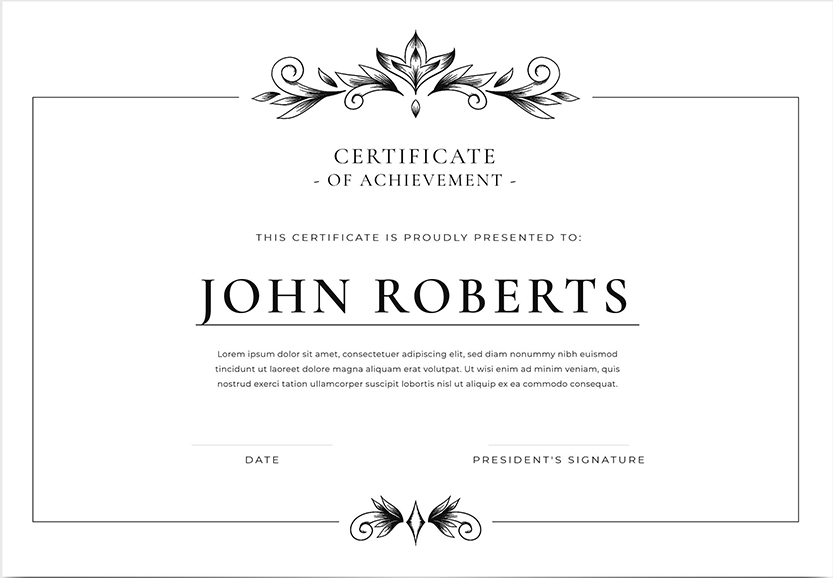 CERTIFICATE
- OF ACHIEVEMENT -
THIS CERTIFICATE IS PROUDLY PRESENTED TO:
JOHN ROBERTS
Lorem ipsum dolor sit amet, consectetuer adipiscing elit, sed diam nonummy nibh euismod
tincidunt ut laoreet dolore magna aliquam erat volutpat. Ut wisi enim ad minim veniam, quis
nostrud exerci tation ullamcorper suscipit lobortis nisl ut aliquip ex ea commodo consequat.
DATE
PRESIDENT'S SIGNATURE